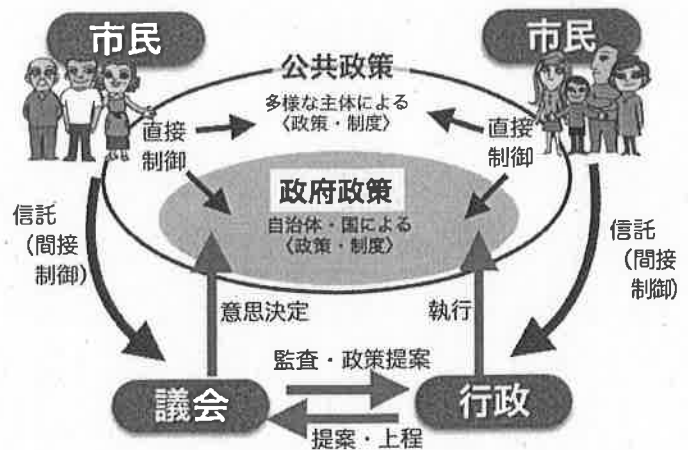 市民
市民
公共政策
多様な主体による
〈政策・制度〉
直接
制御
直接
制御
政府政策
自治体・国による
〈政策・制度〉
信託
（間接
制御）
信託
（間接
制御）
意思決定
執行
監査・政策提案
議会
行政
提案・上程